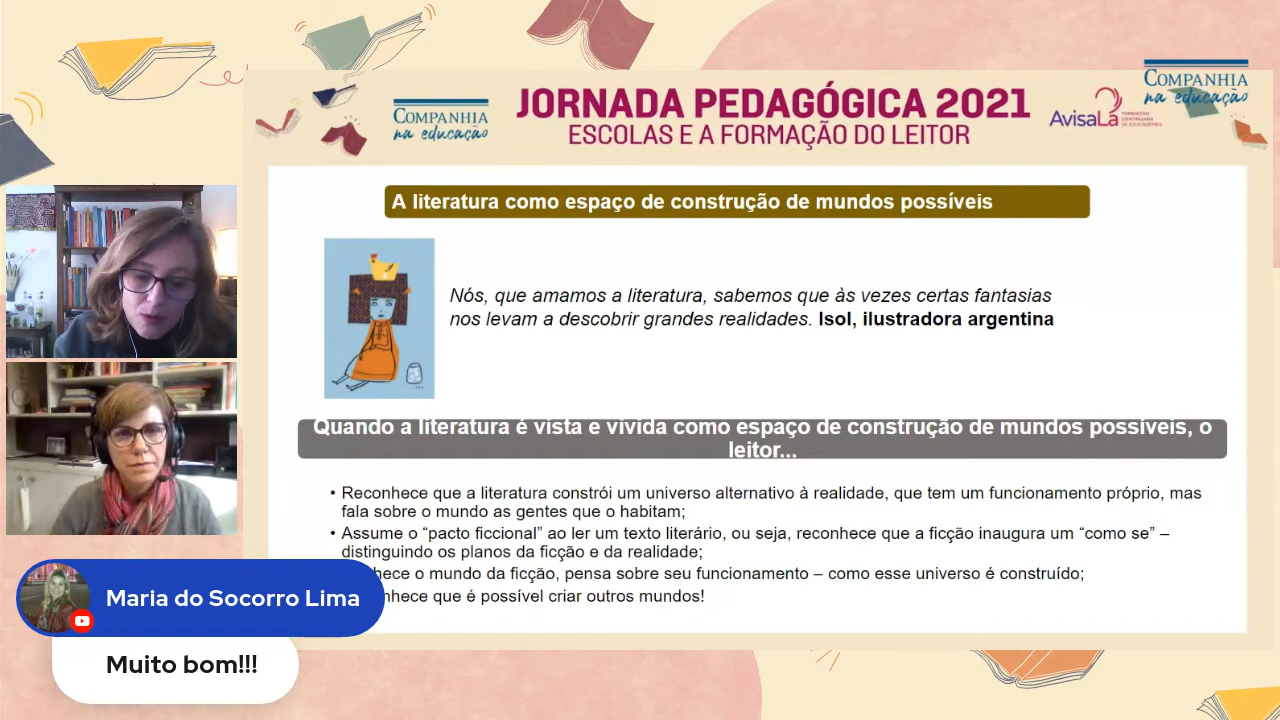 COMPANHIA
na educação
JORNADA PEDAGÓGICA 2021
ESCOLAS E A FORMAÇÃO DO LEITOR
AvisaLá
FORMAÇÃO
CONTINUADA
DE EDUCADORES
COMPANHIA
na educação
A literatura como espaço de construção de mundos possíveis
Nós, que amamos a literatura, sabemos que às vezes certas fantasias
nos levam a descobrir grandes realidades. Isol, ilustradora argentina
Quando a literatura é vista e vivida como espaço de construção de mundos possíveis, o
leitor...
• Reconhece que a literatura constrói um universo alternativo à realidade, que tem um funcionamento próprio, mas
fala sobre o mundo as gentes que o habitam;
• Assume o “pacto ficcional” ao ler um texto literário, ou seja, reconhece que a ficção inaugura um “como se” –
distinguindo os planos da ficção e da realidade;
hece o mundo da ficção, pensa sobre seu funcionamento – como esse universo é construído;
nhece que é possível criar outros mundos!
Maria do Socorro Lima
Muito bom!!!